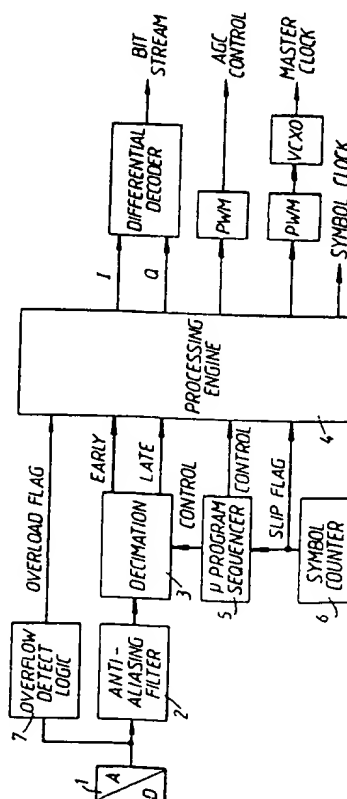 1
A
D
7
OVERFLOW
DETECT
LOGIC
OVERLOAD FLAG
ANTI-
ALIASING
FILTER
2
DECIMATION
3
EARLY
LATE
CONTROL
μ PROGRAM
SEQUENCER
5
CONTROL
SLIP FLAG
SYMBOL
COUNTER
6
PROCESSING
ENGINE
4
I
Q
DIFFERENTIAL
DECODER
BIT
STREAM
PWM
AGC
CONTROL
PWM
VCXO
MASTER
CLOCK
SYMBOL CLOCK